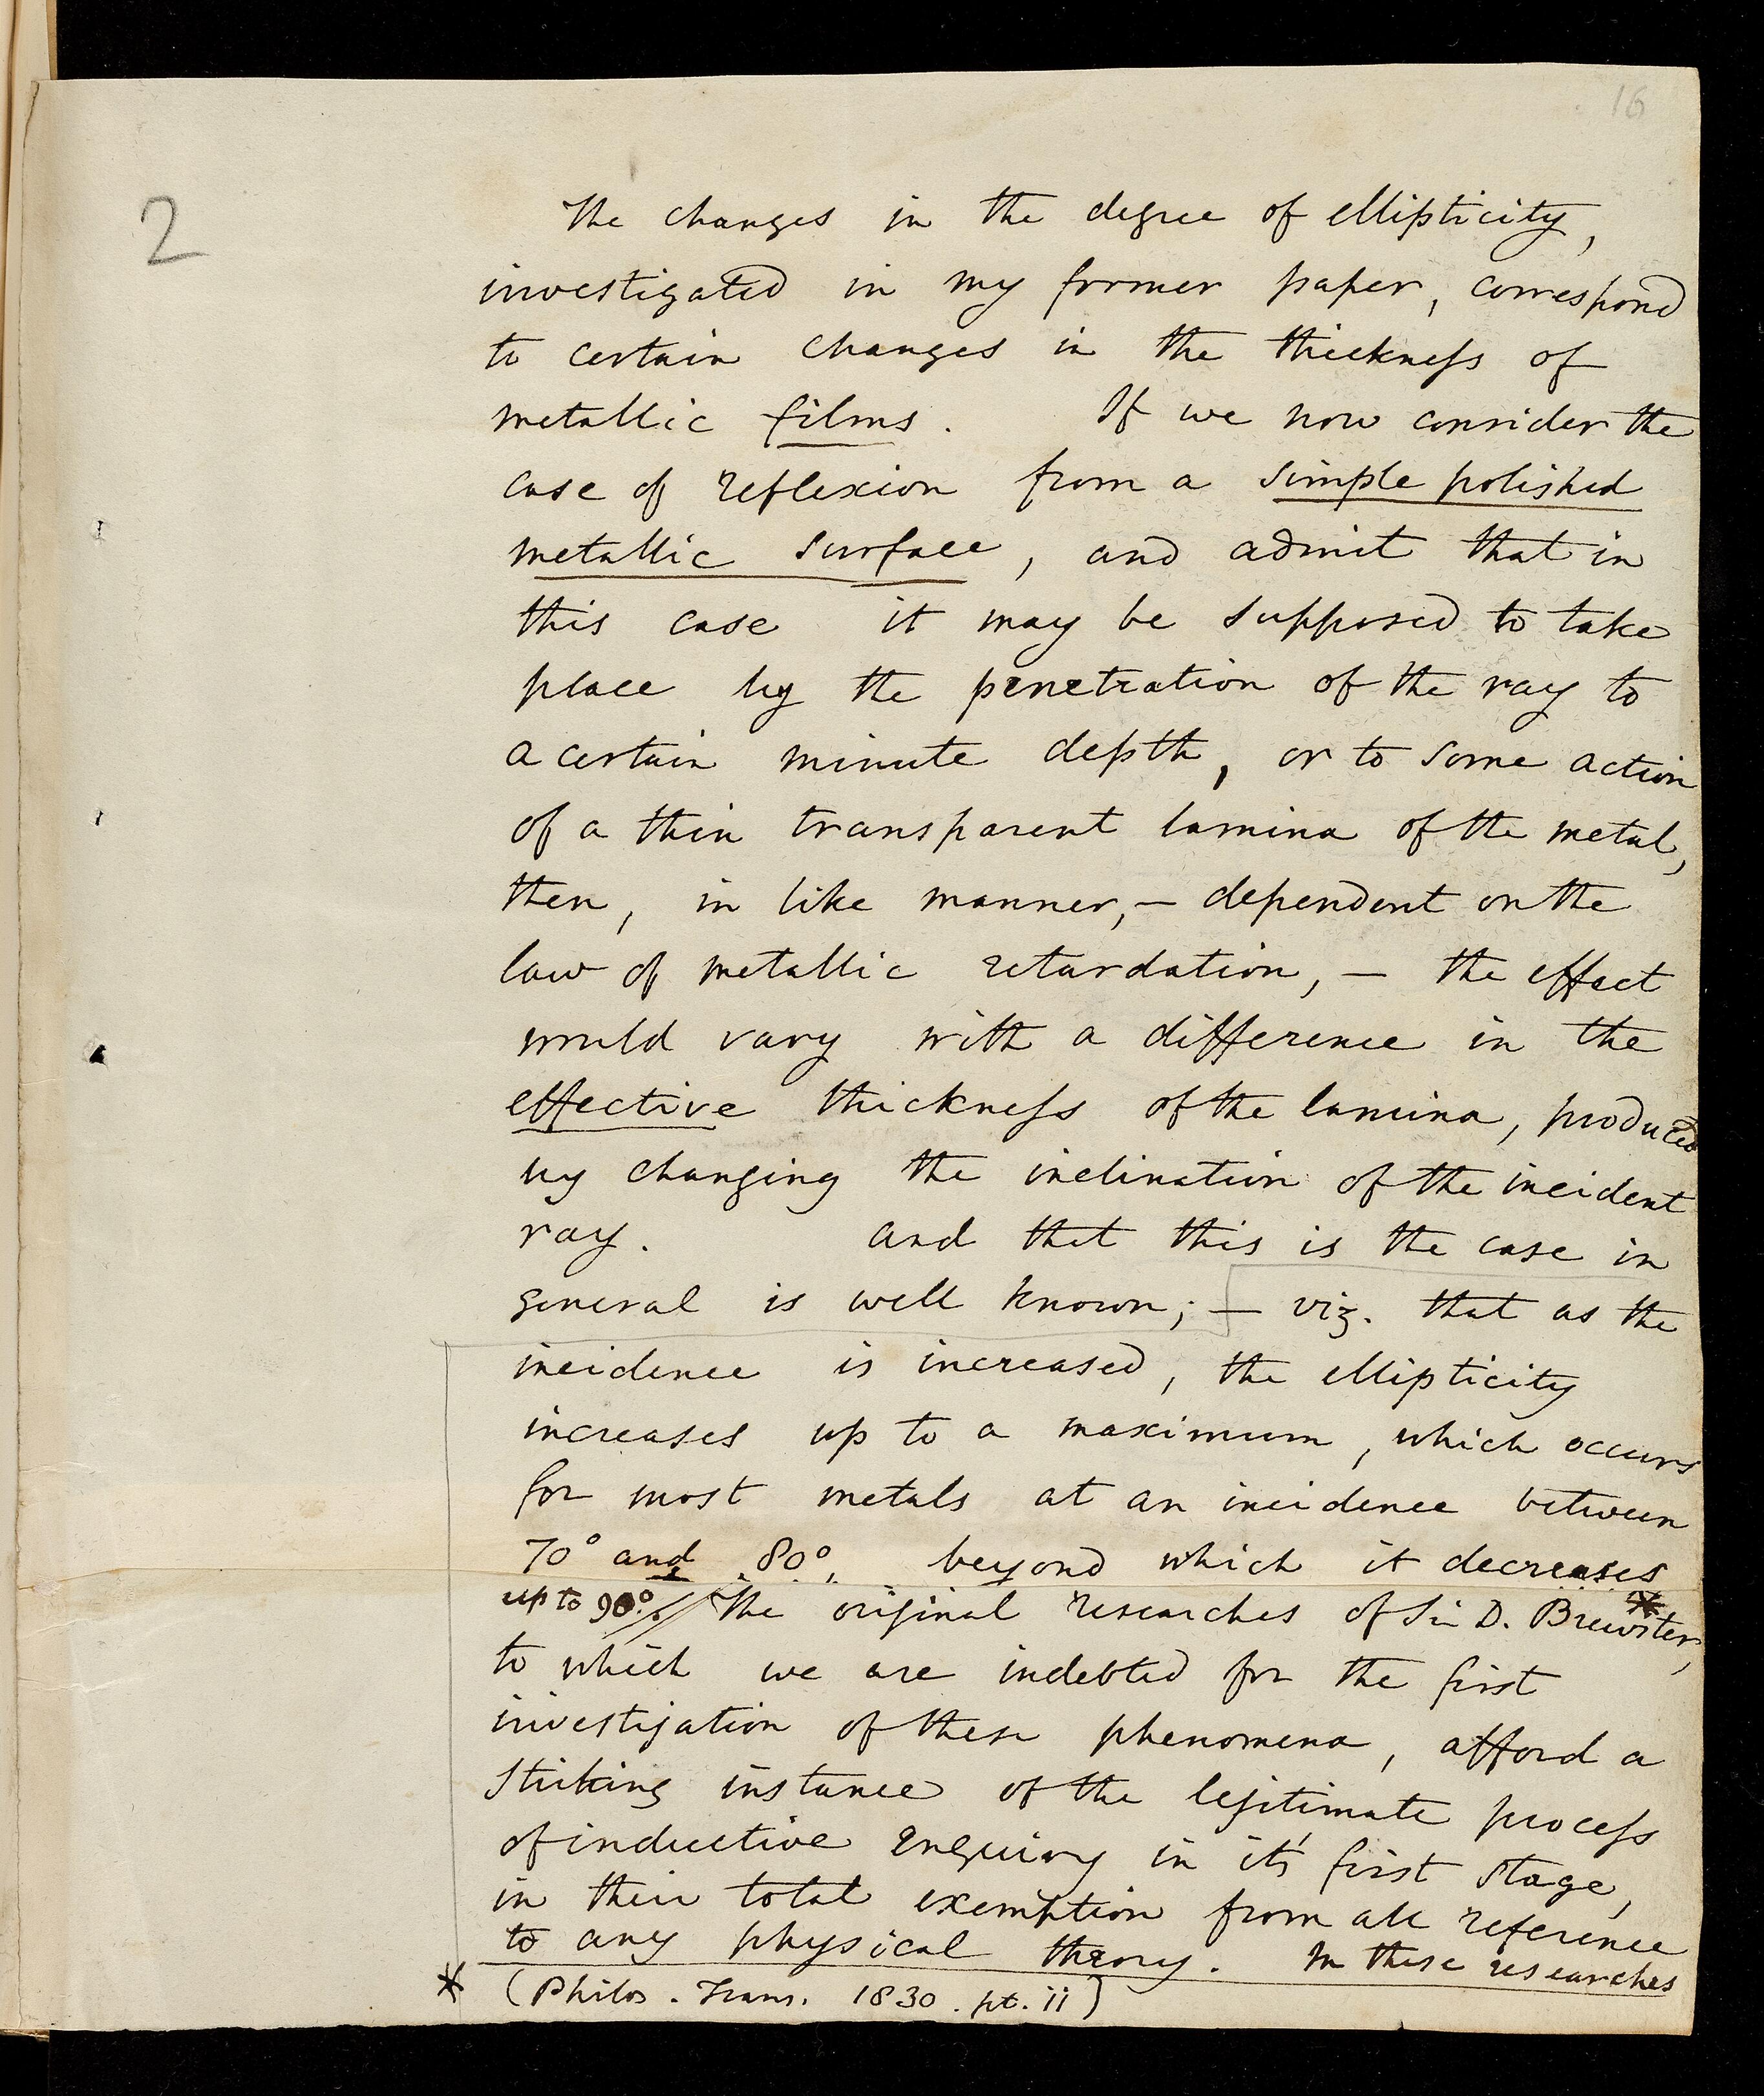 16
2
The changes in the degree of ellipticity,
investigated in my former paper, correspond
to certain changes in the thickneſs of
metallic films. If we now consider the
case of reflexion from a simple polished
metallic surface, and admit that in
this case it may be supposed to take
place by the penetration of the ray to
a certain minute depth, or to some action
of a thin transparent lamina of the metal,
then, in like manner, – dependent on the
law of metallic retardation, – the effect
would vary with a difference in the
effective thickneſs of the lamina, produced
by changing the inclination of the incident
ray. and that this is the case in
general is well known; – viz. that as the
incidence is increased, the ellipticity
increases up to a maximum, which occurs
for most metals at an incidence between
70° and 80°, beyond which it decreases
up to 90°. // The original researches of Sir D. Brewster,*
to which we are indebted for the first
investigation of these phenomena, afford a
striking instance of the legitimate proceſs
of inductive enquiry in it's first stage,
in their total exemption from all reference
to any physical theory. In these researches
* (Philos. Trans. 1830. pt. ii)